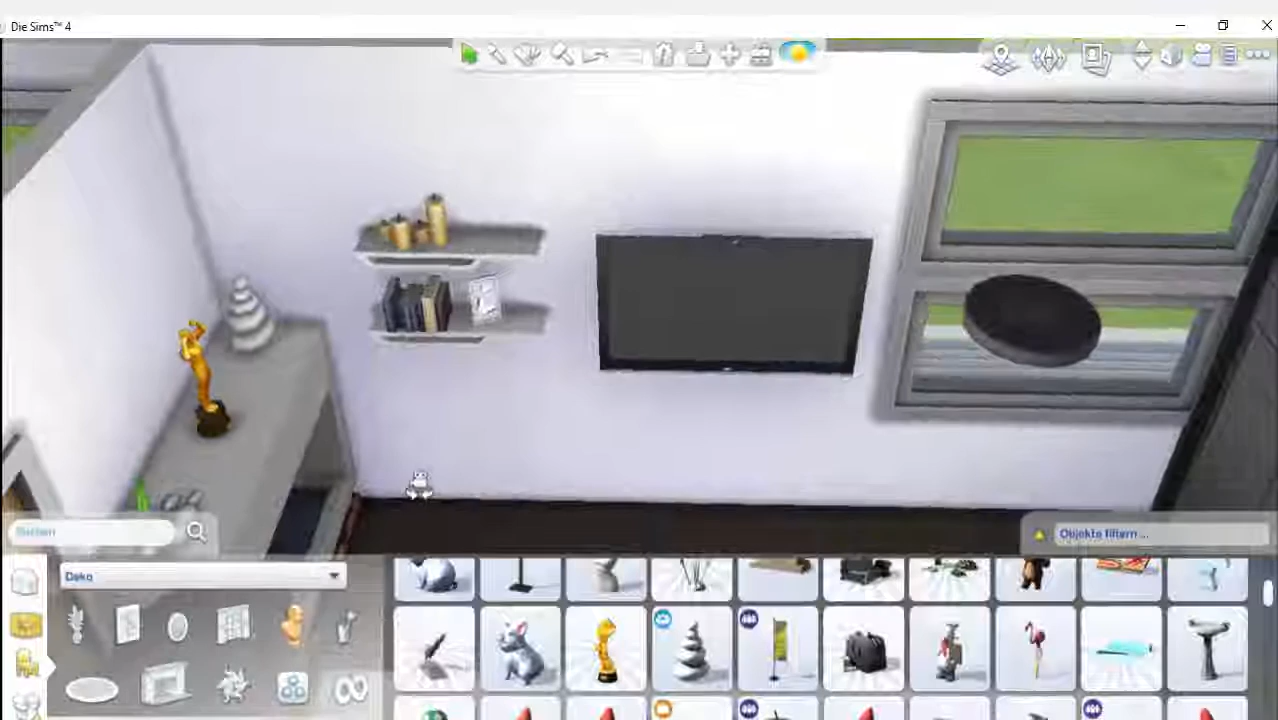 Die Sims™ 4
Suchen
Objekte filtern ...
Deko